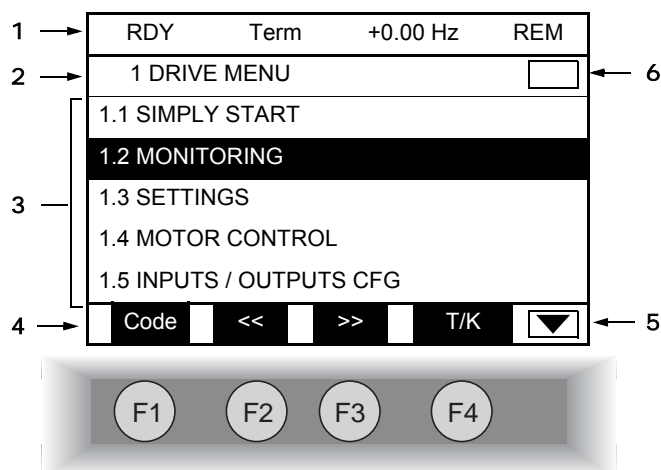 1 RDY Term +0.00 Hz REM
2 1 DRIVE MENU 6
1.1 SIMPLY START
1.2 MONITORING
3 1.3 SETTINGS
1.4 MOTOR CONTROL
1.5 INPUTS / OUTPUTS CFG
4 Code << >> T/K 5
F1 F2 F3 F4